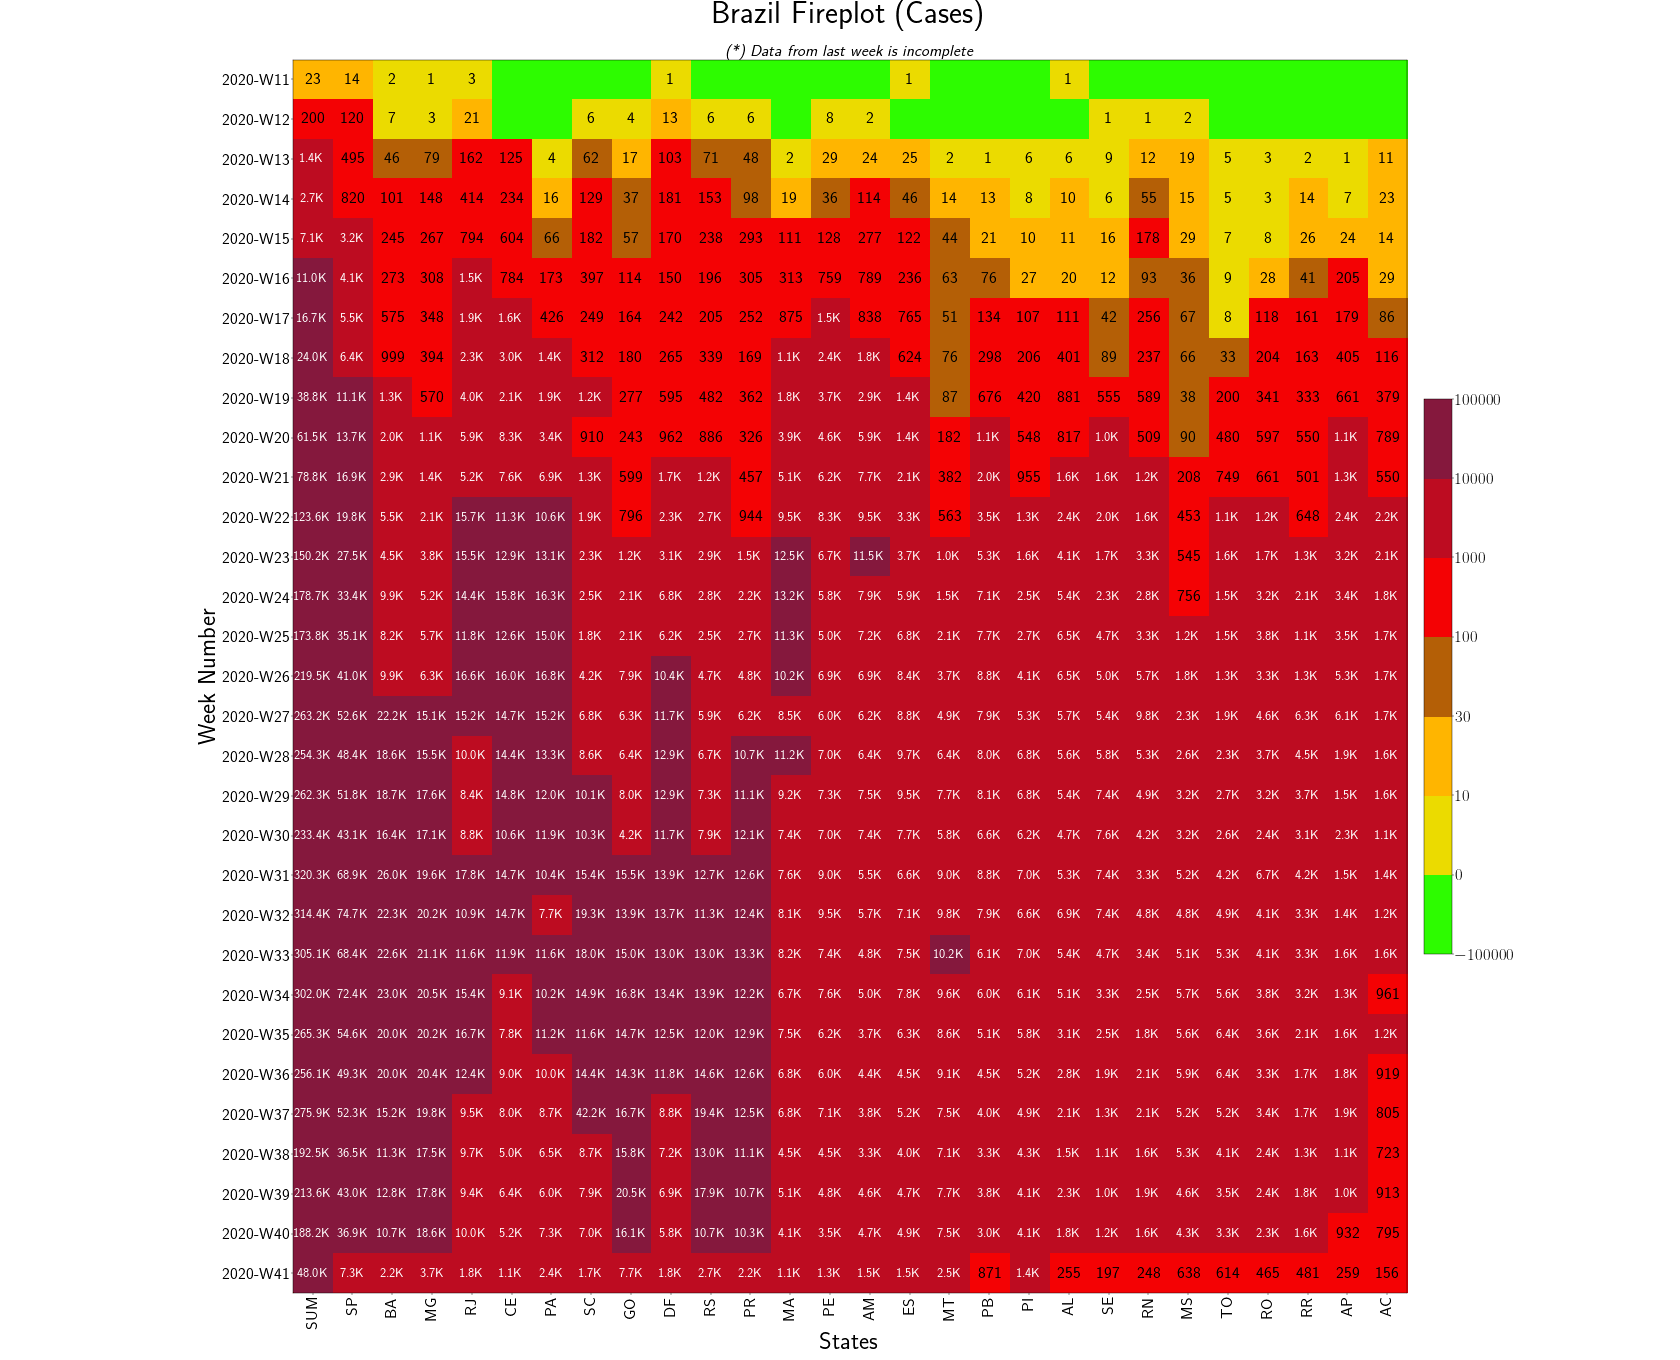 Brazil Fireplot (Cases)
(*) Data from last week is incomplete
2020-W11 23 14 2 1 3 1 1 1
2020-W12 200 120 7 3 21 6 4 13 6 6 8 2 1 1 2
2020-W13 1.4K 495 46 79 162 125 4 62 17 103 71 48 2 29 24 25 2 1 6 6 9 12 19 5 3 2 1 11
2020-W14 2.7K 820 101 148 414 234 16 129 37 181 153 98 19 36 114 46 14 13 8 10 6 55 15 5 3 14 7 23
2020-W15 7.1K 3.2K 245 267 794 604 66 182 57 170 238 293 111 128 277 122 44 21 10 11 16 178 29 7 8 26 24 14
2020-W16 11.0K 4.1K 273 308 1.5K 784 173 397 114 150 196 305 313 759 789 236 63 76 27 20 12 93 36 9 28 41 205 29
2020-W17 16.7K 5.5K 575 348 1.9K 1.6K 426 249 164 242 205 252 875 1.5K 838 765 51 134 107 111 42 256 67 8 118 161 179 86
2020-W18 24.0K 6.4K 999 394 2.3K 3.0K 1.4K 312 180 265 339 169 1.1K 2.4K 1.8K 624 76 298 206 401 89 237 66 33 204 163 405 116
2020-W19 38.8K 11.1K 1.3K 570 4.0K 2.1K 1.9K 1.2K 277 595 482 362 1.8K 3.7K 2.9K 1.4K 87 676 420 881 555 589 38 200 341 333 661 379
2020-W20 61.5K 13.7K 2.0K 1.1K 5.9K 8.3K 3.4K 910 243 962 886 326 3.9K 4.6K 5.9K 1.4K 182 1.1K 548 817 1.0K 509 90 480 597 550 1.1K 789
2020-W21 78.8K 16.9K 2.9K 1.4K 5.2K 7.6K 6.9K 1.3K 599 1.7K 1.2K 457 5.1K 6.2K 7.7K 2.1K 382 2.0K 955 1.6K 1.6K 1.2K 208 749 661 501 1.3K 550
2020-W22 123.6K 19.8K 5.5K 2.1K 15.7K 11.3K 10.6K 1.9K 796 2.3K 2.7K 944 9.5K 8.3K 9.5K 3.3K 563 3.5K 1.3K 2.4K 2.0K 1.6K 453 1.1K 1.2K 648 2.4K 2.2K
2020-W23 150.2K 27.5K 4.5K 3.8K 15.5K 12.9K 13.1K 2.3K 1.2K 3.1K 2.9K 1.5K 12.5K 6.7K 11.5K 3.7K 1.0K 5.3K 1.6K 4.1K 1.7K 3.3K 545 1.6K 1.7K 1.3K 3.2K 2.1K
2020-W24 178.7K 33.4K 9.9K 5.2K 14.4K 15.8K 16.3K 2.5K 2.1K 6.8K 2.8K 2.2K 13.2K 5.8K 7.9K 5.9K 1.5K 7.1K 2.5K 5.4K 2.3K 2.8K 756 1.5K 3.2K 2.1K 3.4K 1.8K
2020-W25 173.8K 35.1K 8.2K 5.7K 11.8K 12.6K 15.0K 1.8K 2.1K 6.2K 2.5K 2.7K 11.3K 5.0K 7.2K 6.8K 2.1K 7.7K 2.7K 6.5K 4.7K 3.3K 1.2K 1.5K 3.8K 1.1K 3.5K 1.7K
2020-W26 219.5K 41.0K 9.9K 6.3K 16.6K 16.0K 16.8K 4.2K 7.9K 10.4K 4.7K 4.8K 10.2K 6.9K 6.9K 8.4K 3.7K 8.8K 4.1K 6.5K 5.0K 5.7K 1.8K 1.3K 3.3K 1.3K 5.3K 1.7K
2020-W27 263.2K 52.6K 22.2K 15.1K 15.2K 14.7K 15.2K 6.8K 6.3K 11.7K 5.9K 6.2K 8.5K 6.0K 6.2K 8.8K 4.9K 7.9K 5.3K 5.7K 5.4K 9.8K 2.3K 1.9K 4.6K 6.3K 6.1K 1.7K
2020-W28 254.3K 48.4K 18.6K 15.5K 10.0K 14.4K 13.3K 8.6K 6.4K 12.9K 6.7K 10.7K 11.2K 7.0K 6.4K 9.7K 6.4K 8.0K 6.8K 5.6K 5.8K 5.3K 2.6K 2.3K 3.7K 4.5K 1.9K 1.6K
2020-W29 262.3K 51.8K 18.7K 17.6K 8.4K 14.8K 12.0K 10.1K 8.0K 12.9K 7.3K 11.1K 9.2K 7.3K 7.5K 9.5K 7.7K 8.1K 6.8K 5.4K 7.4K 4.9K 3.2K 2.7K 3.2K 3.7K 1.5K 1.6K
2020-W30 233.4K 43.1K 16.4K 17.1K 8.8K 10.6K 11.9K 10.3K 4.2K 11.7K 7.9K 12.1K 7.4K 7.0K 7.4K 7.7K 5.8K 6.6K 6.2K 4.7K 7.6K 4.2K 3.2K 2.6K 2.4K 3.1K 2.3K 1.1K
2020-W31 320.3K 68.9K 26.0K 19.6K 17.8K 14.7K 10.4K 15.4K 15.5K 13.9K 12.7K 12.6K 7.6K 9.0K 5.5K 6.6K 9.0K 8.8K 7.0K 5.3K 7.4K 3.3K 5.2K 4.2K 6.7K 4.2K 1.5K 1.4K
2020-W32 314.4K 74.7K 22.3K 20.2K 10.9K 14.7K 7.7K 19.3K 13.9K 13.7K 11.3K 12.4K 8.1K 9.5K 5.7K 7.1K 9.8K 7.9K 6.6K 6.9K 7.4K 4.8K 4.8K 4.9K 4.1K 3.3K 1.4K 1.2K
2020-W33 305.1K 68.4K 22.6K 21.1K 11.6K 11.9K 11.6K 18.0K 15.0K 13.0K 13.0K 13.3K 8.2K 7.4K 4.8K 7.5K 10.2K 6.1K 7.0K 5.4K 4.7K 3.4K 5.1K 5.3K 4.1K 3.3K 1.6K 1.6K
2020-W34 302.0K 72.4K 23.0K 20.5K 15.4K 9.1K 10.2K 14.9K 16.8K 13.4K 13.9K 12.2K 6.7K 7.6K 5.0K 7.8K 9.6K 6.0K 6.1K 5.1K 3.3K 2.5K 5.7K 5.6K 3.8K 3.2K 1.3K 961
2020-W35 265.3K 54.6K 20.0K 20.2K 16.7K 7.8K 11.2K 11.6K 14.7K 12.5K 12.0K 12.9K 7.5K 6.2K 3.7K 6.3K 8.6K 5.1K 5.8K 3.1K 2.5K 1.8K 5.6K 6.4K 3.6K 2.1K 1.6K 1.2K
2020-W36 256.1K 49.3K 20.0K 20.4K 12.4K 9.0K 10.0K 14.4K 14.3K 11.8K 14.6K 12.6K 6.8K 6.0K 4.4K 4.5K 9.1K 4.5K 5.2K 2.8K 1.9K 2.1K 5.9K 6.4K 3.3K 1.7K 1.8K 919
2020-W37 275.9K 52.3K 15.2K 19.8K 9.5K 8.0K 8.7K 42.2K 16.7K 8.8K 19.4K 12.5K 6.8K 7.1K 3.8K 5.2K 7.5K 4.0K 4.9K 2.1K 1.3K 2.1K 5.2K 5.2K 3.4K 1.7K 1.9K 805
2020-W38 192.5K 36.5K 11.3K 17.5K 9.7K 5.0K 6.5K 8.7K 15.8K 7.2K 13.0K 11.1K 4.5K 4.5K 3.3K 4.0K 7.1K 3.3K 4.3K 1.5K 1.1K 1.6K 5.3K 4.1K 2.4K 1.3K 1.1K 723
2020-W39 213.6K 43.0K 12.8K 17.8K 9.4K 6.4K 6.0K 7.9K 20.5K 6.9K 17.9K 10.7K 5.1K 4.8K 4.6K 4.7K 7.7K 3.8K 4.1K 2.3K 1.0K 1.9K 4.6K 3.5K 2.4K 1.8K 1.0K 913
2020-W40 188.2K 36.9K 10.7K 18.6K 10.0K 5.2K 7.3K 7.0K 16.1K 5.8K 10.7K 10.3K 4.1K 3.5K 4.7K 4.9K 7.5K 3.0K 4.1K 1.8K 1.2K 1.6K 4.3K 3.3K 2.3K 1.6K 932 795
2020-W41 48.0K 7.3K 2.2K 3.7K 1.8K 1.1K 2.4K 1.7K 7.7K 1.8K 2.7K 2.2K 1.1K 1.3K 1.5K 1.5K 2.5K 871 1.4K 255 197 248 638 614 465 481 259 156
SUM SP BA MG RJ CE PA SC GO DF RS PR MA PE AM ES MT PB PI AL SE RN MS TO RO RR AP AC
States
Week Number
100000
10000
1000
100
30
10
0
−100000